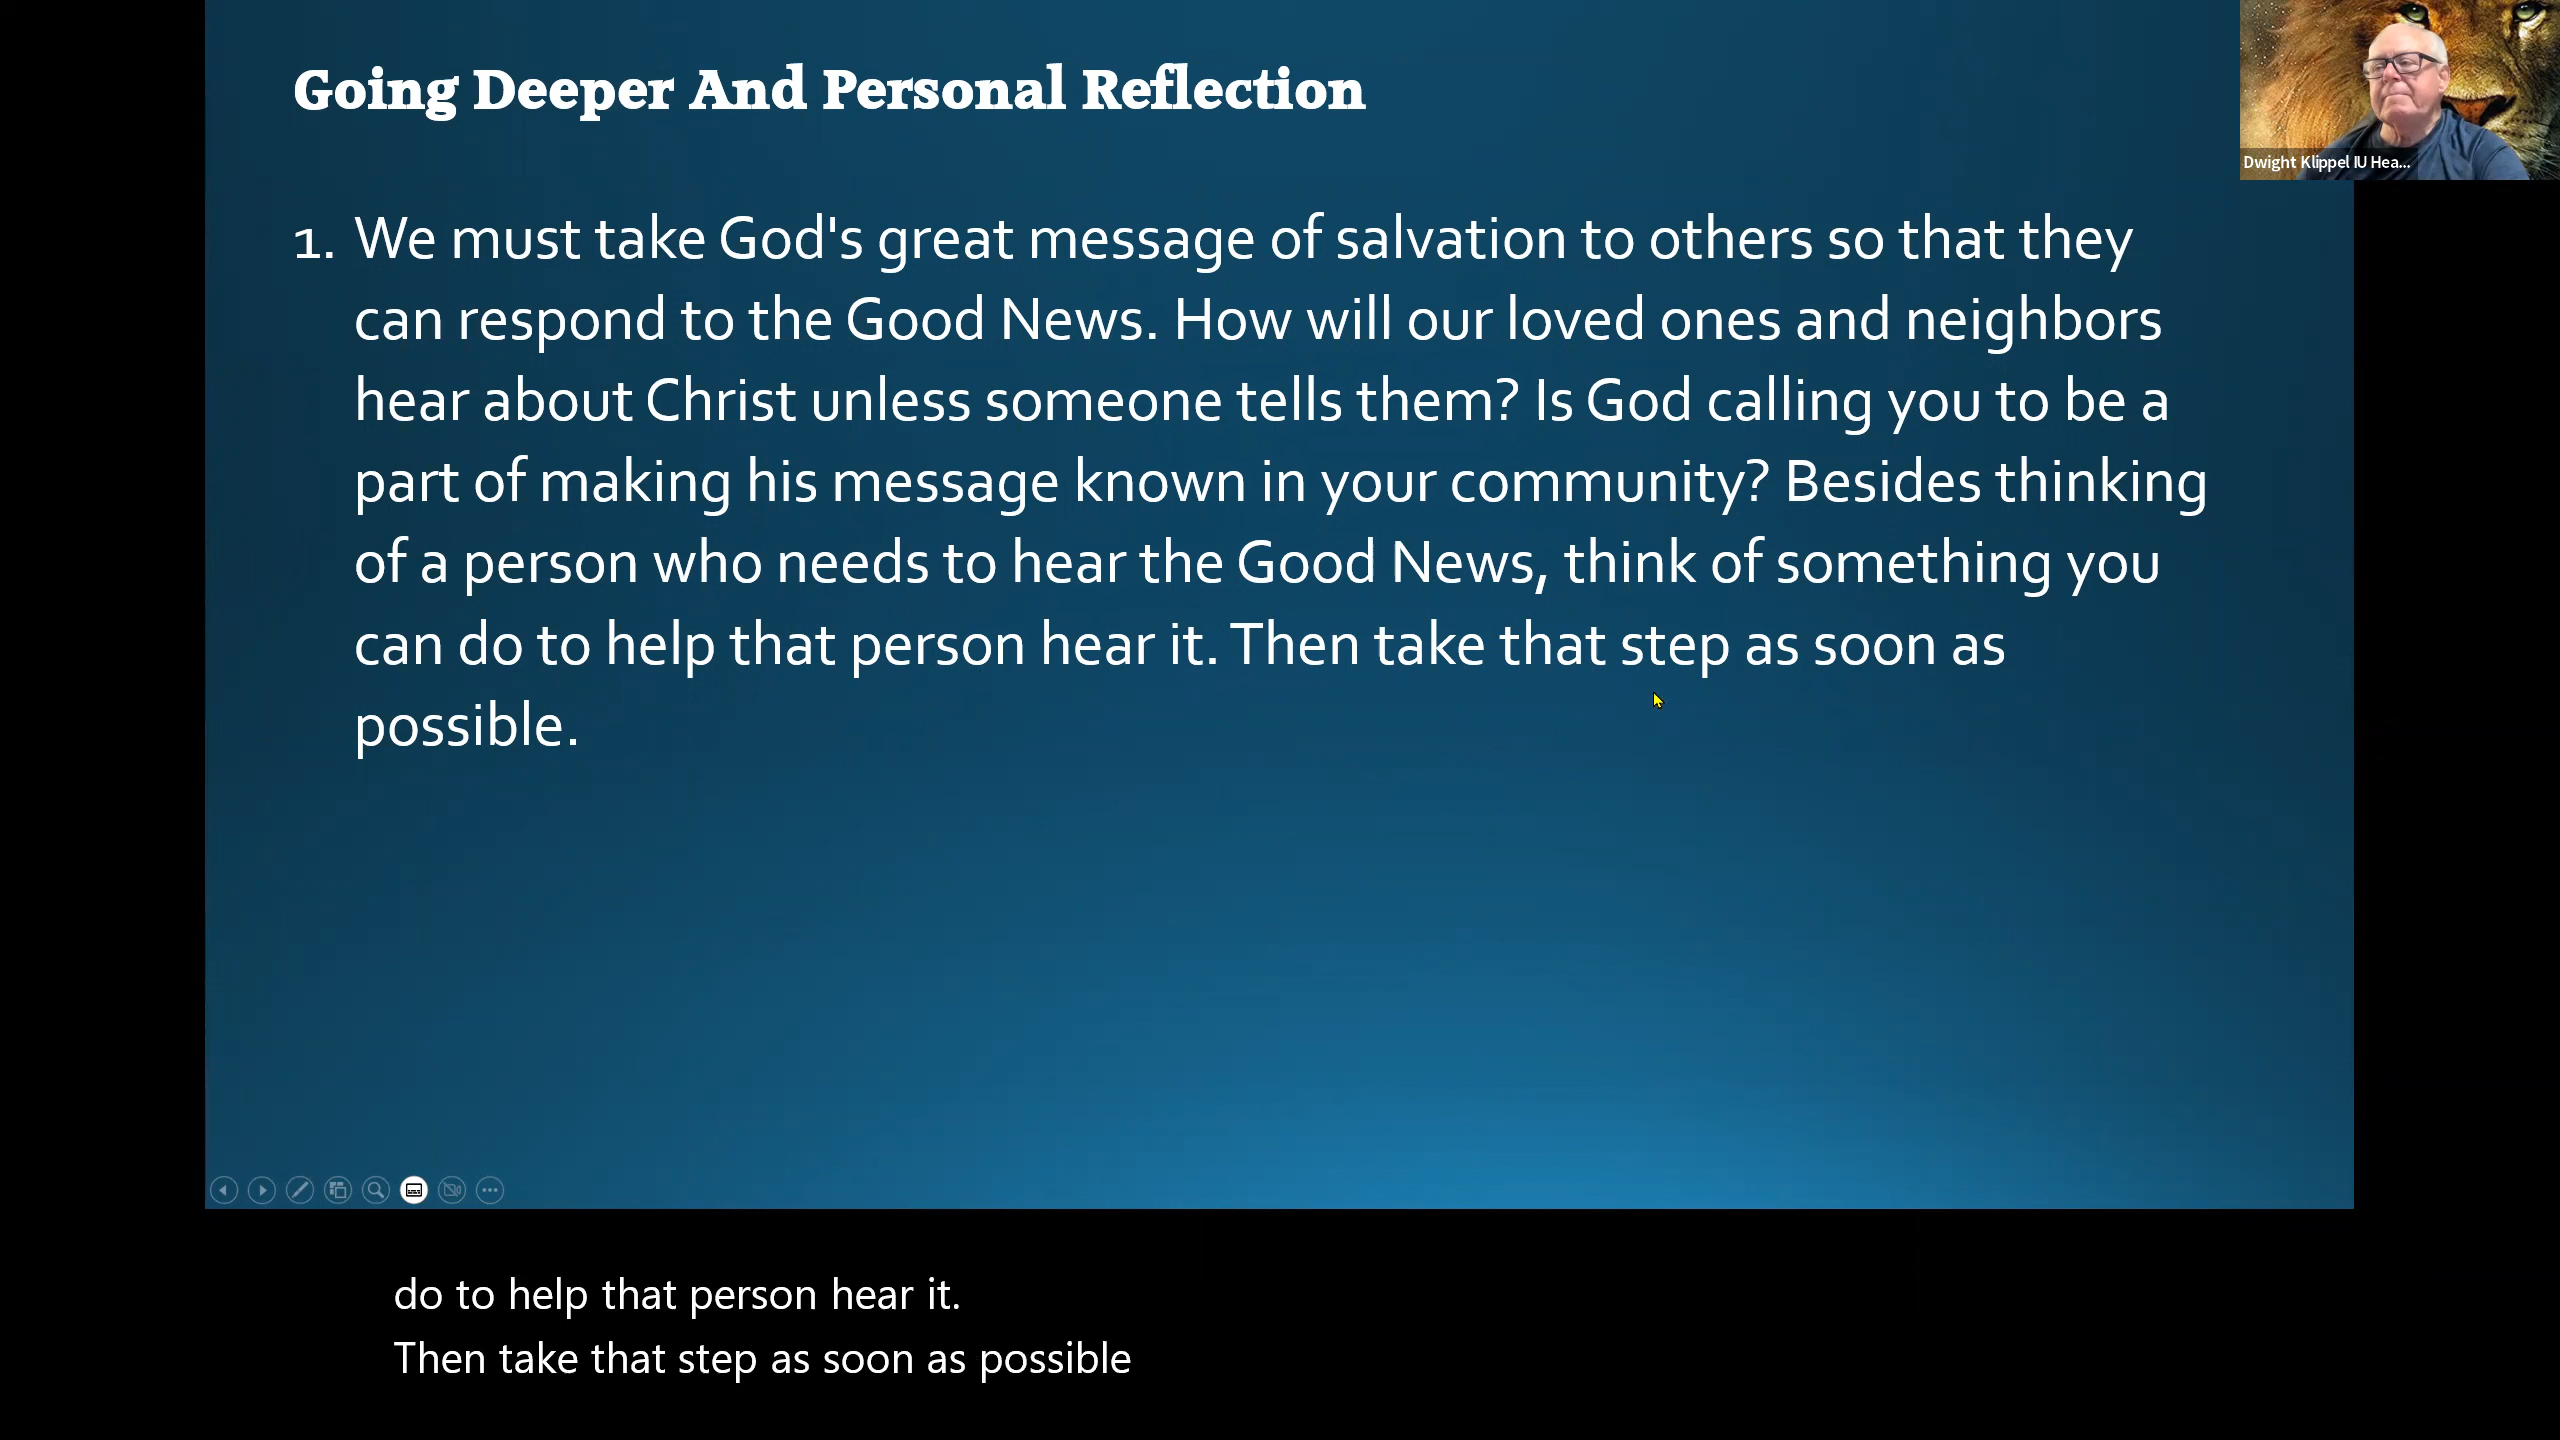 Going Deeper And Personal Reflection
Dwight Klippel IU Hea...
1. We must take God's great message of salvation to others so that they
can respond to the Good News. How will our loved ones and neighbors
hear about Christ unless someone tells them? Is God calling you to be a
part of making his message known in your community? Besides thinking
of a person who needs to hear the Good News, think of something you
can do to help that person hear it. Then take that step as soon as
possible.
do to help that person hear it.
Then take that step as soon as possible